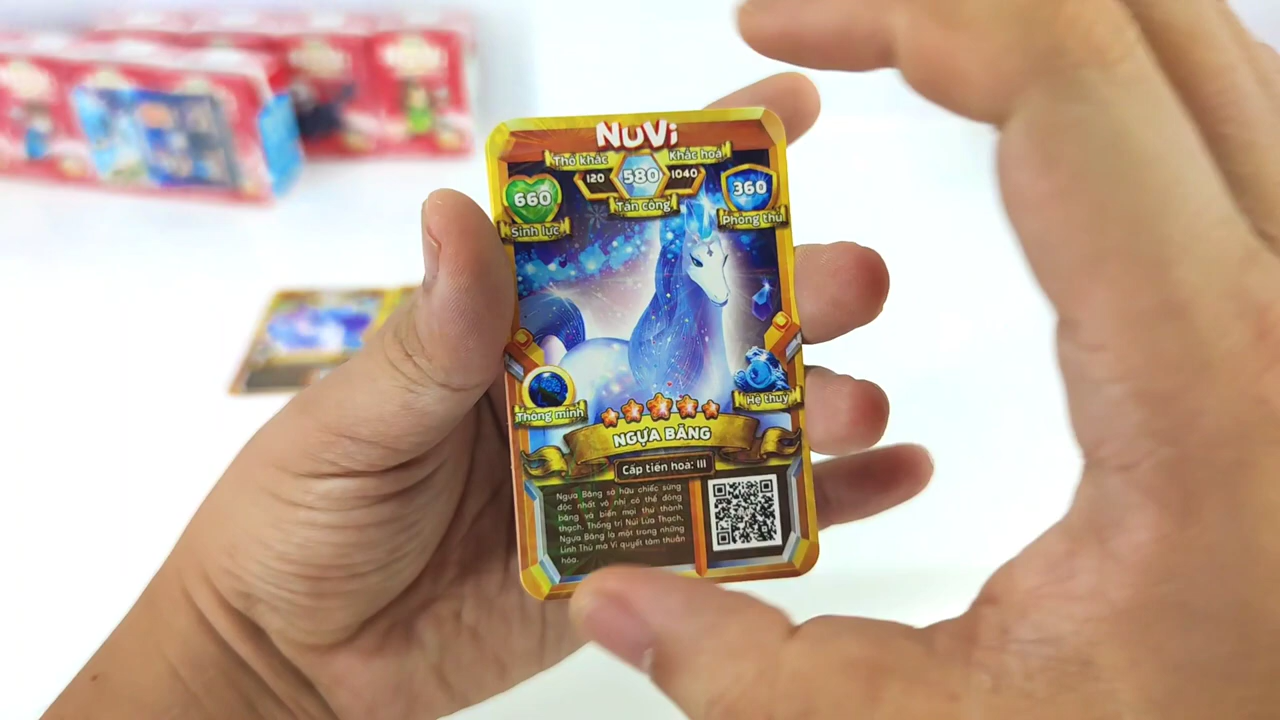 NuVi
Thổ khắc
Khắc hoả
120
580
1040
660
360
Sinh lực
Tấn công
Phòng thủ
Thông minh
Hệ thuỷ
NGỰA BĂNG
Cấp tiến hoá: III
Ngựa Băng sở hữu chiếc sừng
độc nhất vô nhị có thể đóng
băng và biến mọi thứ thành
thạch. Thống trị Núi Lửa Thạch,
Ngựa Băng là một trong những
Linh Thú mà Vi quyết tâm thuần
hóa.